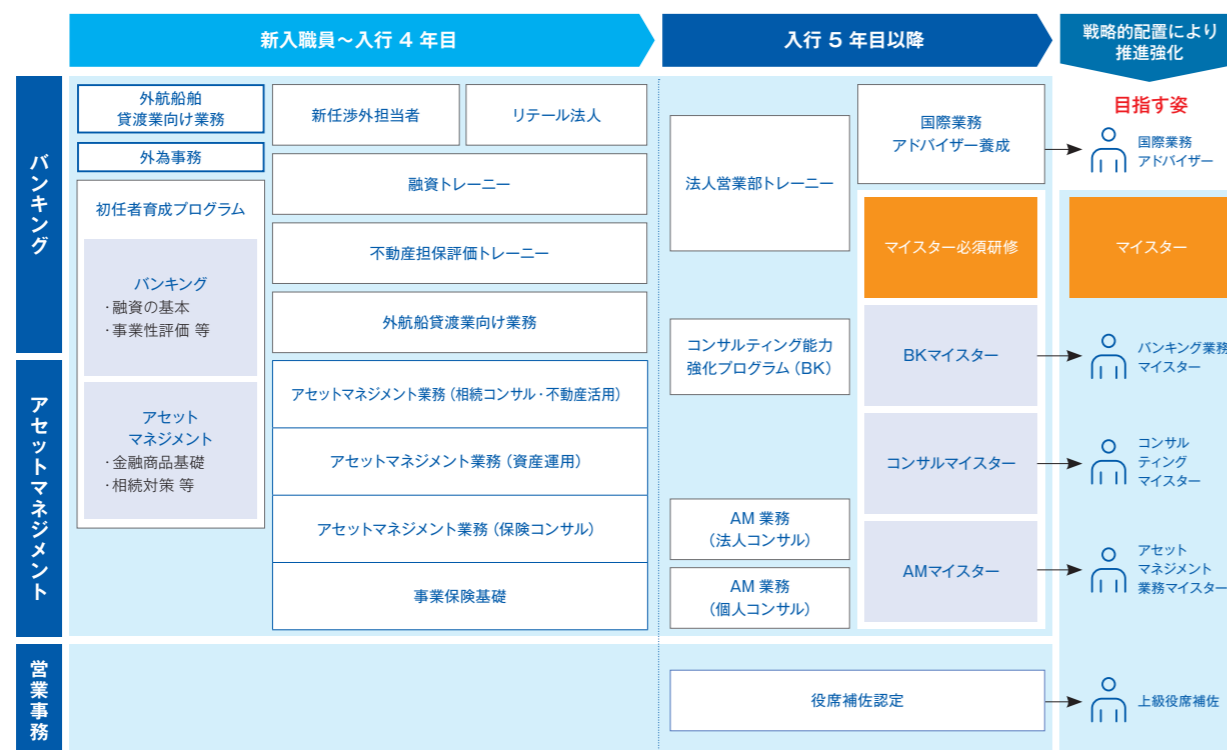 新入職員～入行 4 年目
入行 5 年目以降
戦略的配置により
推進強化
バンキング
外航船舶
貸渡業向け業務
外為事務
初任者育成プログラム
バンキング
・融資の基本
・事業性評価 等
アセット
マネジメント
・金融商品基礎
・相続対策 等
新任渉外担当者
リテール法人
融資トレーニー
不動産担保評価トレーニー
外航船貸渡業向け業務
アセットマネジメント
アセットマネジメント業務（相続コンサル・不動産活用）
アセットマネジメント業務（資産運用）
アセットマネジメント業務（保険コンサル）
事業保険基礎
法人営業部トレーニー
コンサルティング能力
強化プログラム（BK）
AM 業務
（法人コンサル）
AM 業務
（個人コンサル）
国際業務
アドバイザー養成
マイスター必須研修
BKマイスター
コンサルマイスター
AMマイスター
目指す姿
国際業務
アドバイザー
マイスター
バンキング業務
マイスター
コンサル
ティング
マイスター
アセット
マネジメント
業務マイスター
営業事務
役席補佐認定
上級役席補佐